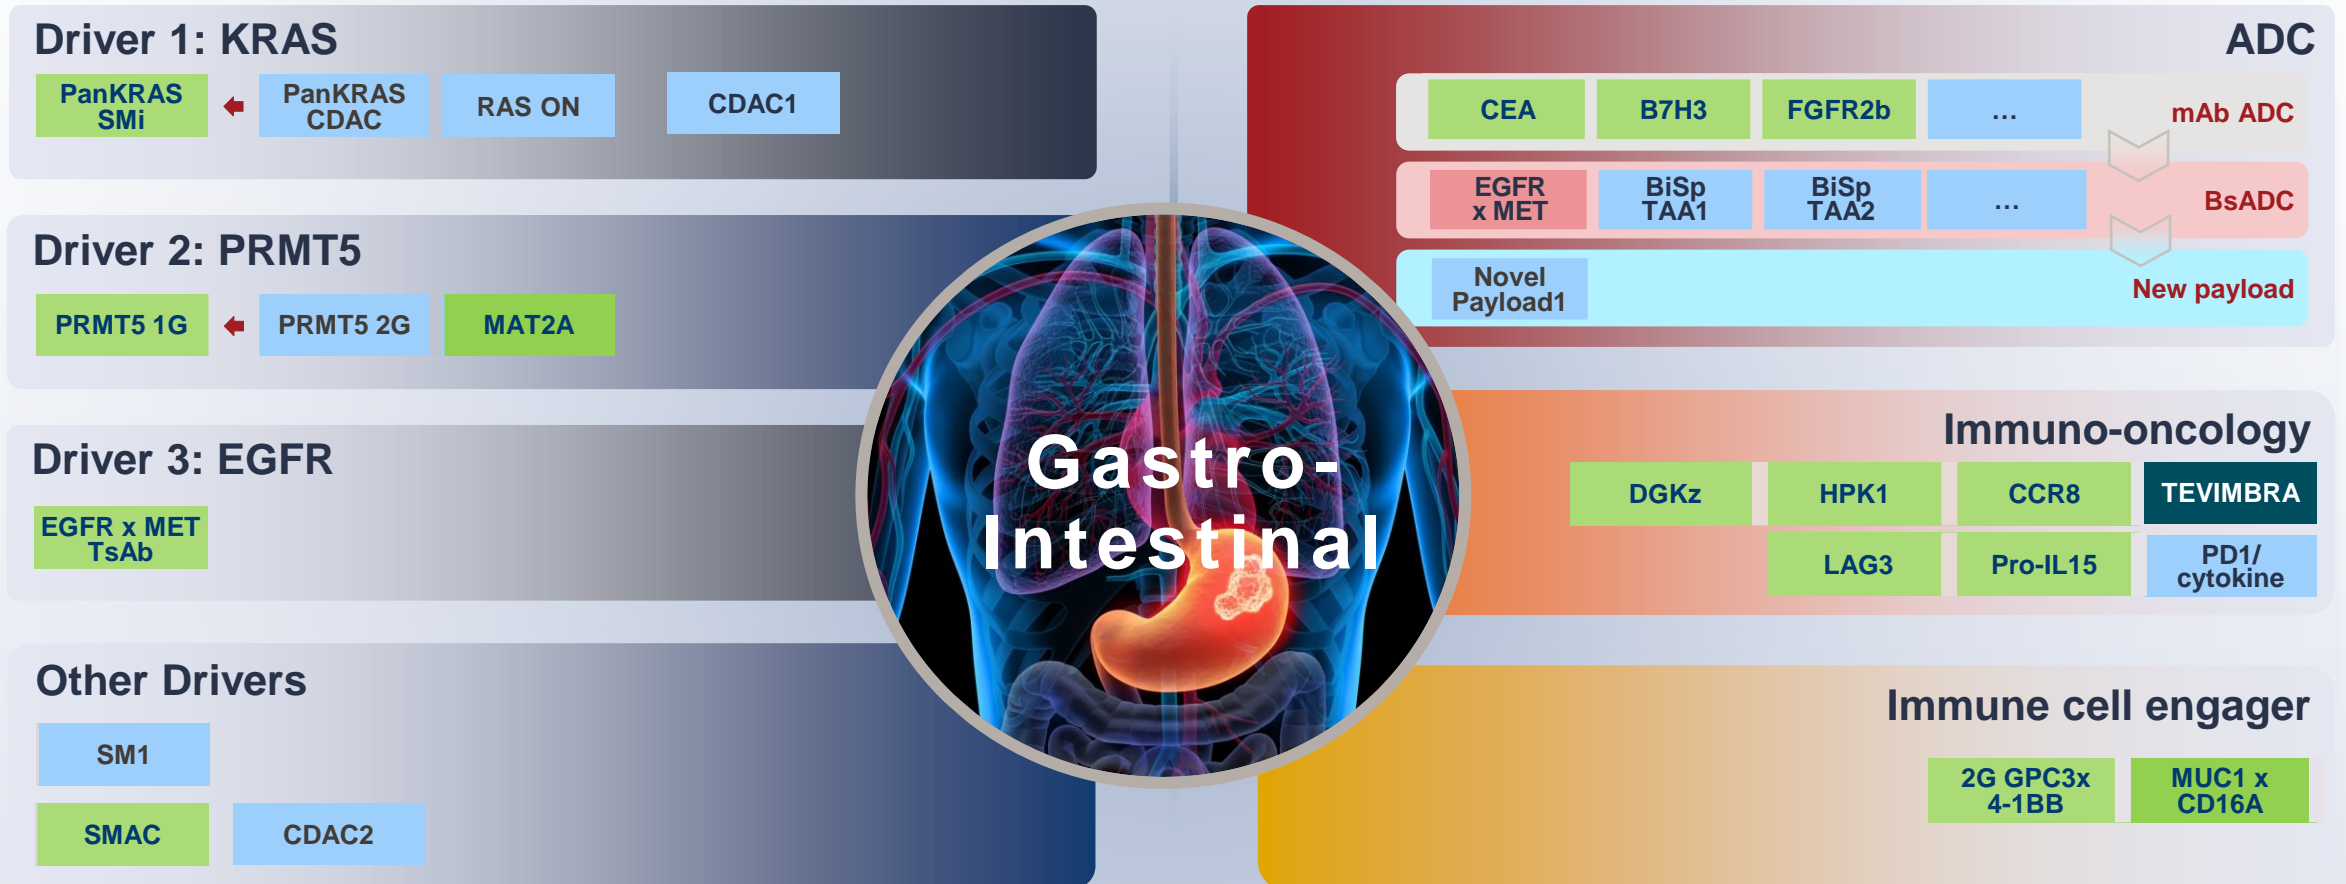 Driver 1: KRAS
PanKRAS
SMi
PanKRAS
CDAC
RAS ON
CDAC1
Driver 2: PRMT5
PRMT5 1G
PRMT5 2G
MAT2A
Driver 3: EGFR
EGFR x MET
TsAb
Other Drivers
SM1
SMAC
CDAC2
Gastro-
Intestinal
ADC
CEA
B7H3
FGFR2b
...
mAb ADC
EGFR
x MET
BiSp
TAA1
BiSp
TAA2
...
BsADC
Novel
Payload1
New payload
Immuno-oncology
DGKz
HPK1
CCR8
TEVIMBRA
LAG3
Pro-IL15
PD1/
cytokine
Immune cell engager
2G GPC3x
4-1BB
MUC1 x
CD16A